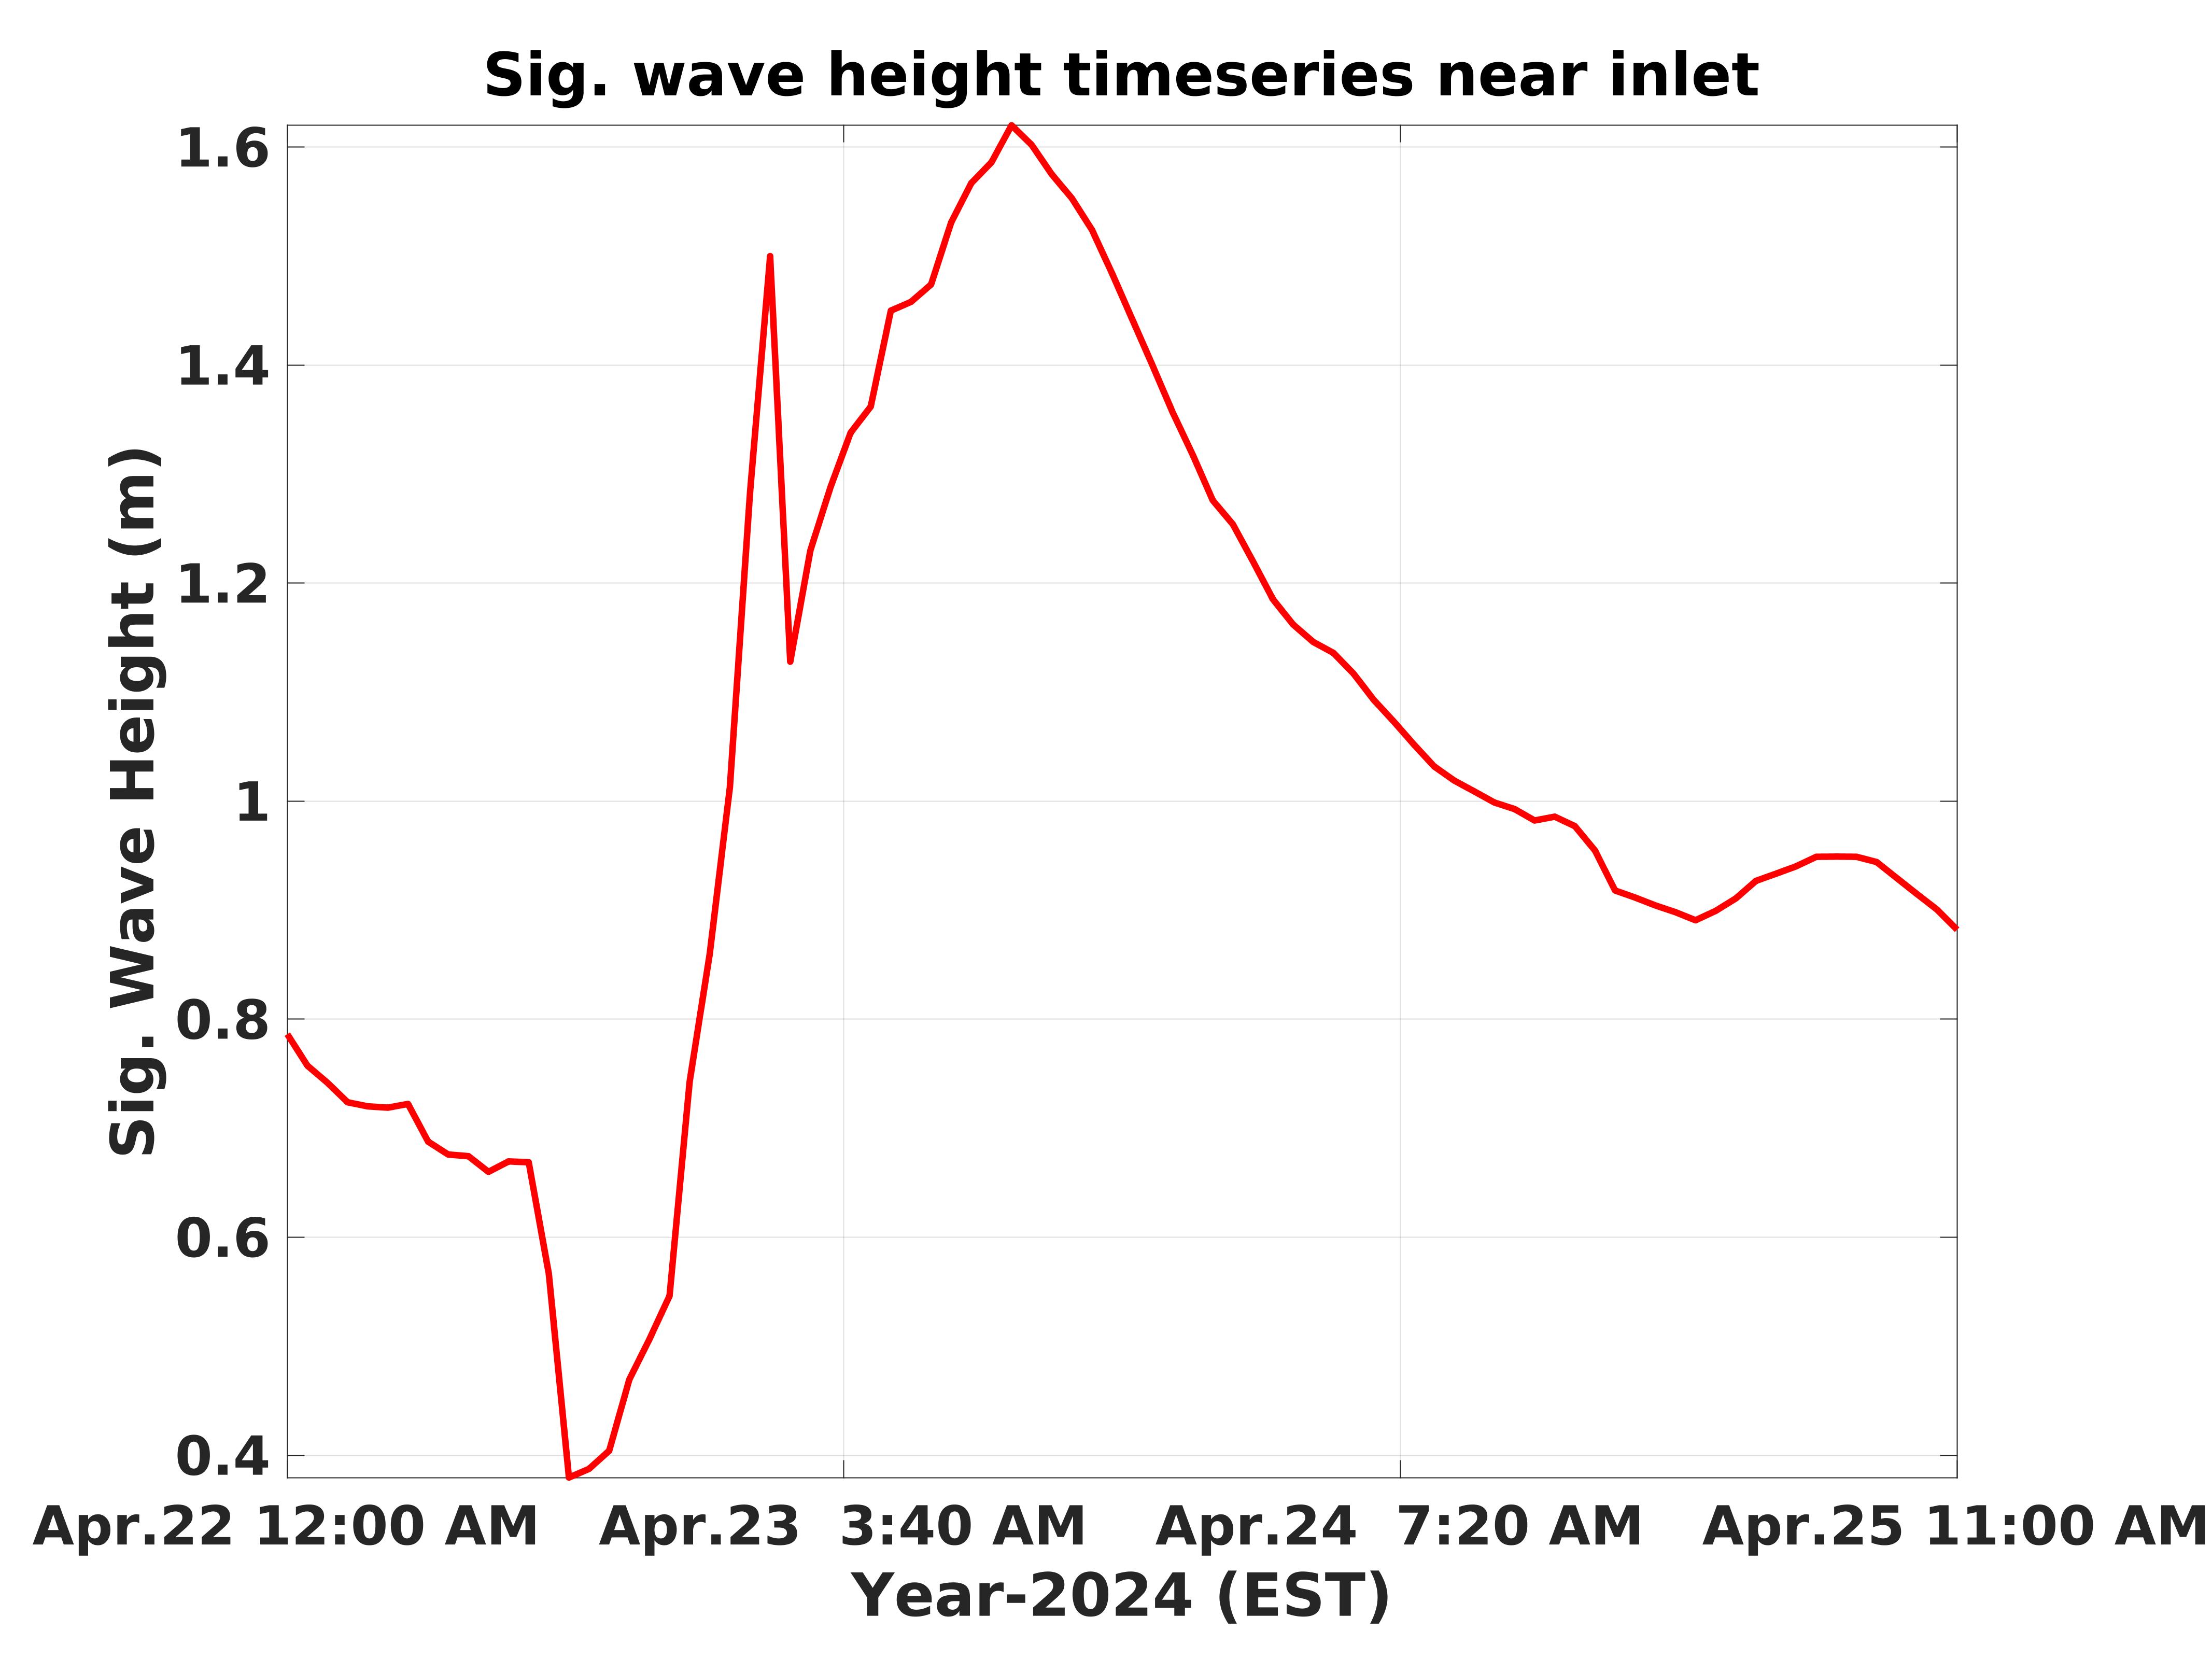 Sig. wave height timeseries near inlet
Sig. Wave Height (m)
1.6
1.4
1.2
1
0.8
0.6
0.4
Apr.22 12:00 AM Apr.23 3:40 AM Apr.24 7:20 AM Apr.25 11:00 AM
Year-2024 (EST)